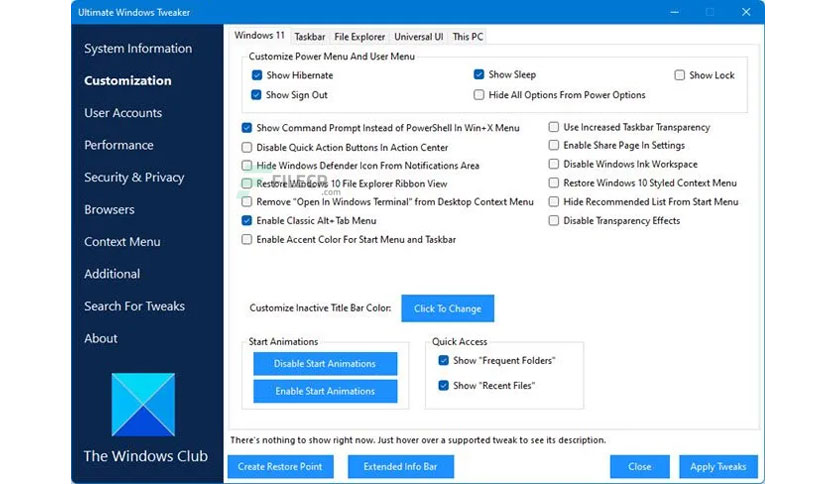 Ultimate Windows Tweaker
System Information
Customization
User Accounts
Performance
Security & Privacy
Browsers
Context Menu
Additional
Search For Tweaks
About
The Windows Club
Windows 11 Taskbar File Explorer Universal UI This PC
Customize Power Menu And User Menu
Show Hibernate Show Sleep Show Lock
Show Sign Out Hide All Options From Power Options
Show Command Prompt Instead of PowerShell In Win+X Menu
Disable Quick Action Buttons In Action Center
Hide Windows Defender Icon From Notifications Area
Restore Windows 10 File Explorer Ribbon View
Remove "Open In Windows Terminal" from Desktop Context Menu
Enable Classic Alt+Tab Menu
Enable Accent Color For Start Menu and Taskbar
Use Increased Taskbar Transparency
Enable Share Page In Settings
Disable Windows Ink Workspace
Restore Windows 10 Styled Context Menu
Hide Recommended List From Start Menu
Disable Transparency Effects
FILECR
.com
Customize Inactive Title Bar Color: Click To Change
Start Animations
Disable Start Animations
Enable Start Animations
Quick Access
Show "Frequent Folders"
Show "Recent Files"
There's nothing to show right now. Just hover over a supported tweak to see its description.
Create Restore Point Extended Info Bar Close Apply Tweaks